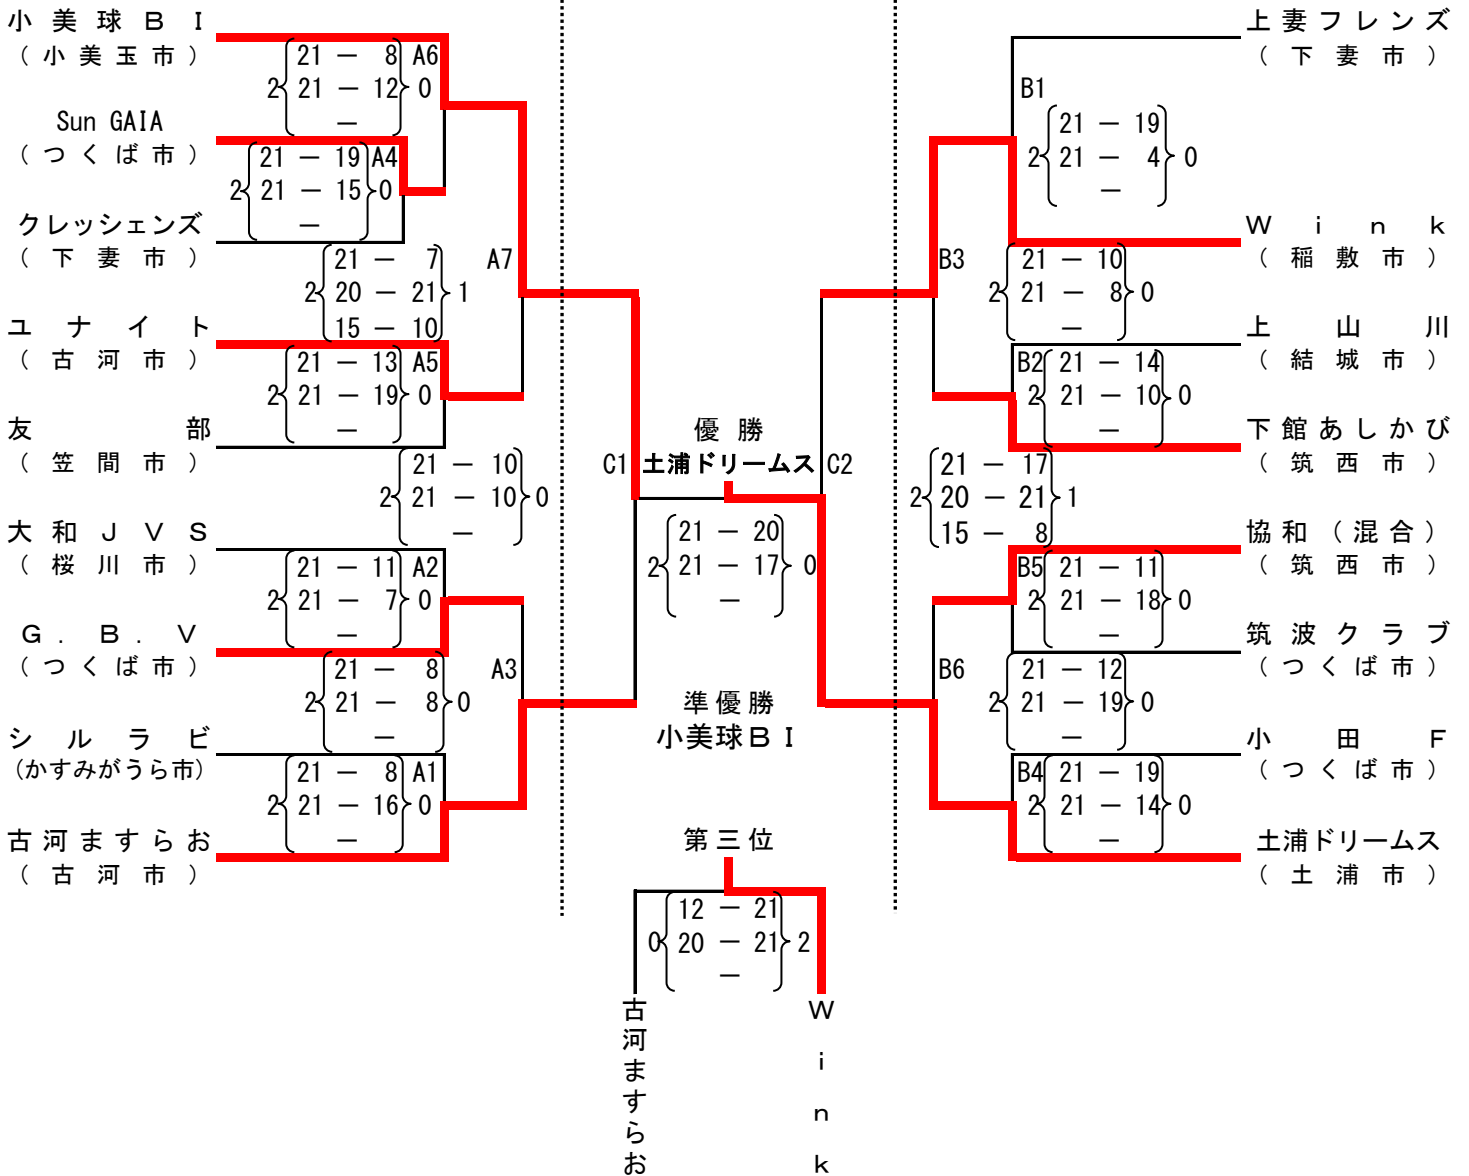 小美球ＢＩ
（小美玉市）
21 － 8 A6
2 21 － 12 0
－
Sun GAIA
（つくば市）
21 － 19 A4
2 21 － 15 0
－
クレッシェンズ
（下妻市）
21 － 7
2 20 － 21 1
15 － 10
A7
ユナイト
（古河市）
21 － 13 A5
2 21 － 19 0
－
友部
（笠間市）
21 － 10
2 21 － 10 0
－
C1
大和ＪＶＳ
（桜川市）
21 － 11 A2
2 21 － 7 0
－
Ｇ．Ｂ．Ｖ
（つくば市）
21 － 8
2 21 － 8 0
－
A3
シルラビ
（かすみがうら市）
21 － 8 A1
2 21 － 16 0
－
古河ますらお
（古河市）
優勝
土浦ドリームス
21 － 20
2 21 － 17 0
－
準優勝
小美球ＢＩ
第三位
12 － 21
0 20 － 21 2
－
古河ますらお
Ｗｉｎｋ
上妻フレンズ
（下妻市）
B1
21 － 19
2 21 － 4 0
－
Ｗｉｎｋ
（稲敷市）
B3
21 － 10
2 21 － 8 0
－
上山川
（結城市）
B2 21 － 14
2 21 － 10 0
－
下館あしかび
（筑西市）
C2
21 － 17
2 20 － 21 1
15 － 8
協和（混合）
（筑西市）
B5 21 － 11
2 21 － 18 0
－
筑波クラブ
（つくば市）
B6
21 － 12
2 21 － 19 0
－
小田Ｆ
（つくば市）
B4 21 － 19
2 21 － 14 0
－
土浦ドリームス
（土浦市）